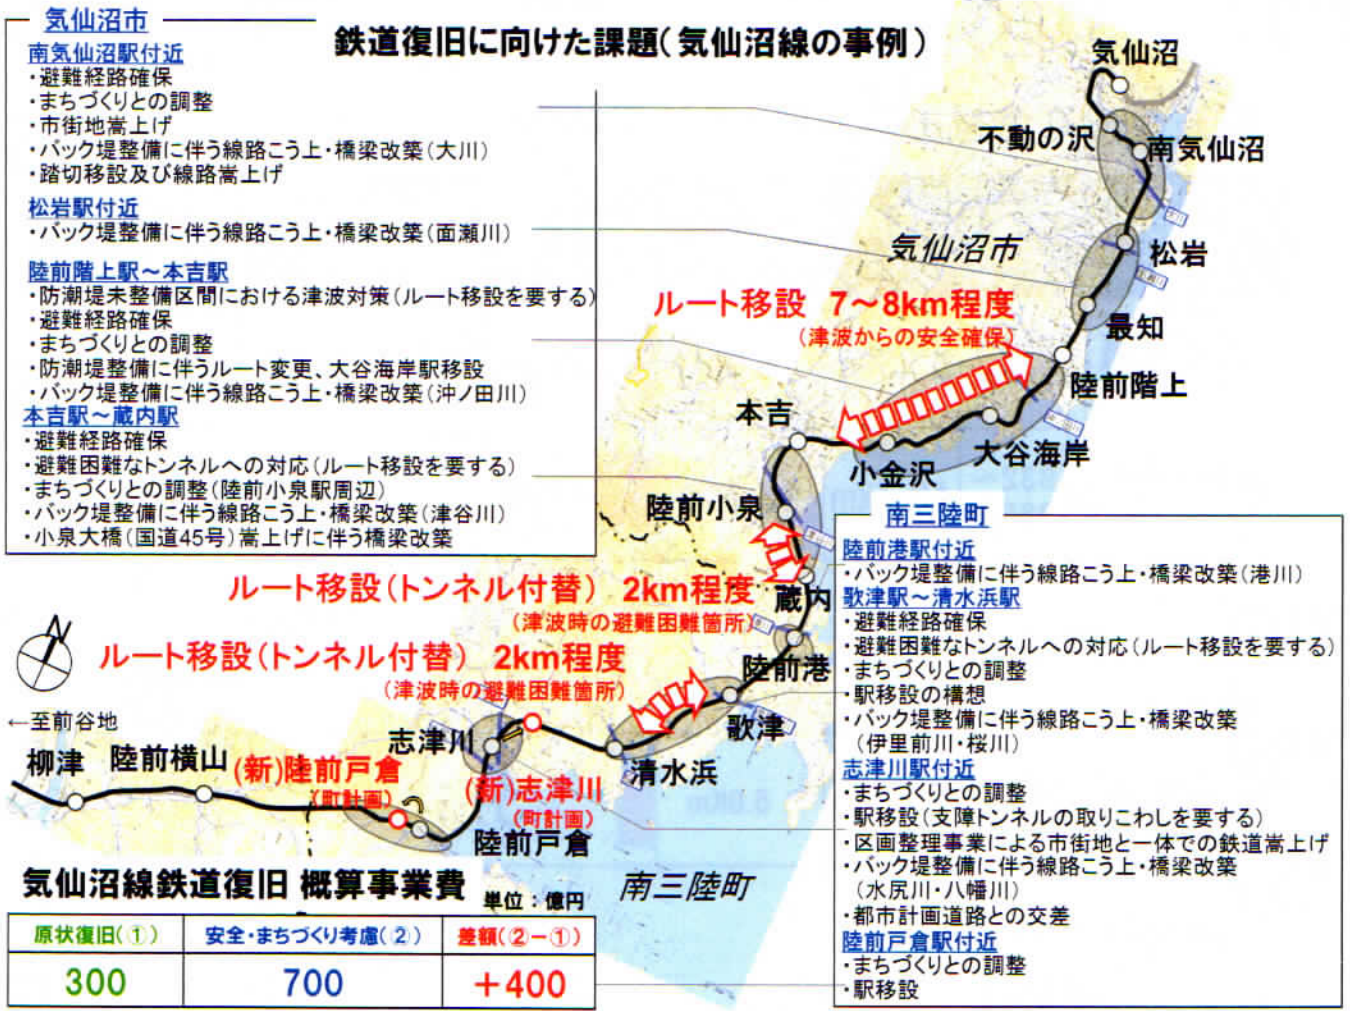 鉄道復旧に向けた課題(気仙沼線の事例)
気仙沼市
南気仙沼駅付近
・避難経路確保
・まちづくりとの調整
・市街地嵩上げ
・バック堤整備に伴う線路こう上・橋梁改築(大川)
・踏切移設及び線路嵩上げ
松岩駅付近
・バック堤整備に伴う線路こう上・橋梁改築(面瀬川)
陸前階上駅～本吉駅
・防潮堤未整備区間における津波対策(ルート移設を要する)
・避難経路確保
・まちづくりとの調整
・防潮堤整備に伴うルート変更、大谷海岸駅移設
・バック堤整備に伴う線路こう上・橋梁改築(沖ノ田川)
本吉駅～蔵内駅
・避難経路確保
・避難困難なトンネルへの対応(ルート移設を要する)
・まちづくりとの調整(陸前小泉駅周辺)
・バック堤整備に伴う線路こう上・橋梁改築(津谷川)
・小泉大橋(国道45号)嵩上げに伴う橋梁改築
気仙沼
不動の沢
南気仙沼
気仙沼市
松岩
最知
ルート移設 7～8km程度
(津波からの安全確保)
陸前階上
大谷海岸
小金沢
本吉
陸前小泉
蔵内
ルート移設(トンネル付替) 2km程度
(津波時の避難困難箇所)
陸前港
ルート移設(トンネル付替) 2km程度
(津波時の避難困難箇所)
歌津
清水浜
志津川
(新)志津川
(町計画)
(新)陸前戸倉
(町計画)
陸前戸倉
陸前横山
柳津
←至前谷地
N
南三陸町
南三陸町
陸前港駅付近
・バック堤整備に伴う線路こう上・橋梁改築(港川)
歌津駅～清水浜駅
・避難経路確保
・避難困難なトンネルへの対応(ルート移設を要する)
・まちづくりとの調整
・駅移設の構想
・バック堤整備に伴う線路こう上・橋梁改築
(伊里前川・桜川)
志津川駅付近
・まちづくりとの調整
・駅移設(支障トンネルの取りこわしを要する)
・区画整理事業による市街地と一体での鉄道嵩上げ
・バック堤整備に伴う線路こう上・橋梁改築
(水尻川・八幡川)
・都市計画道路との交差
陸前戸倉駅付近
・まちづくりとの調整
・駅移設
気仙沼線鉄道復旧 概算事業費
単位：億円
原状復旧(①) 安全・まちづくり考慮(②) 差額(②－①)
300 700 ＋400